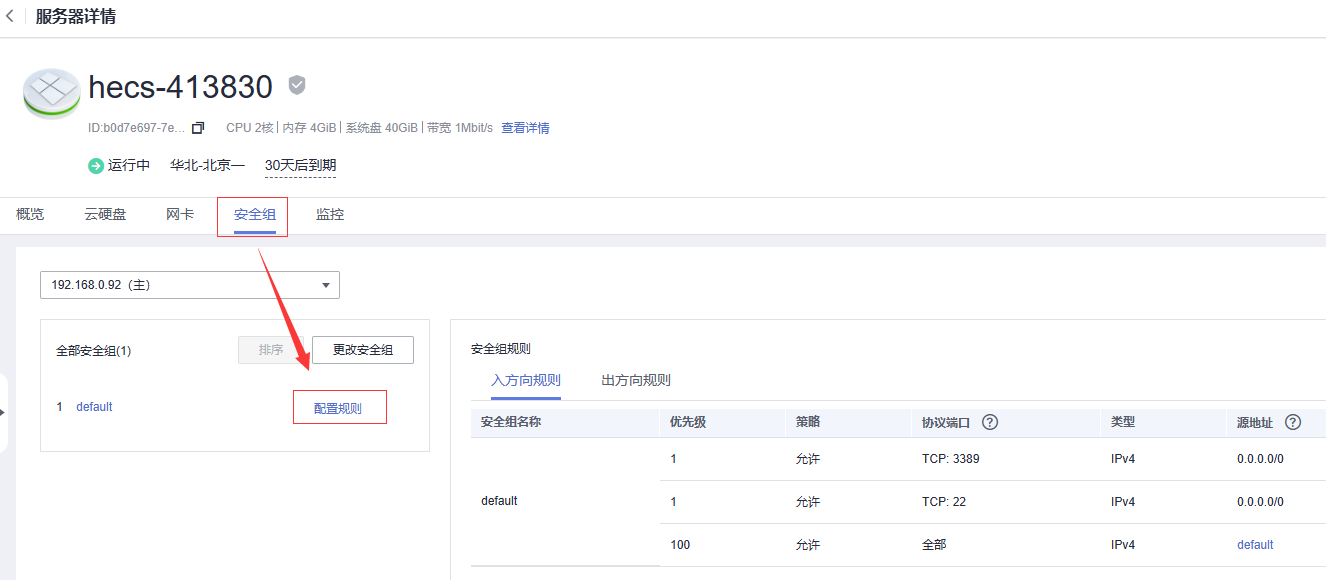 服务器详情
hecs-413830
ID:b0d7e697-7e... CPU 2核 | 内存 4GiB | 系统盘 40GiB | 带宽 1Mbit/s 查看详情
运行中 华北-北京一 30天后到期
概览 云硬盘 网卡 安全组 监控
192.168.0.92（主）
全部安全组(1) 排序 更改安全组
1 default 配置规则
安全组规则
入方向规则 出方向规则
安全组名称 优先级 策略 协议端口 ? 类型 源地址 ?
1 允许 TCP: 3389 IPv4 0.0.0.0/0
default
1 允许 TCP: 22 IPv4 0.0.0.0/0
100 允许 全部 IPv4 default